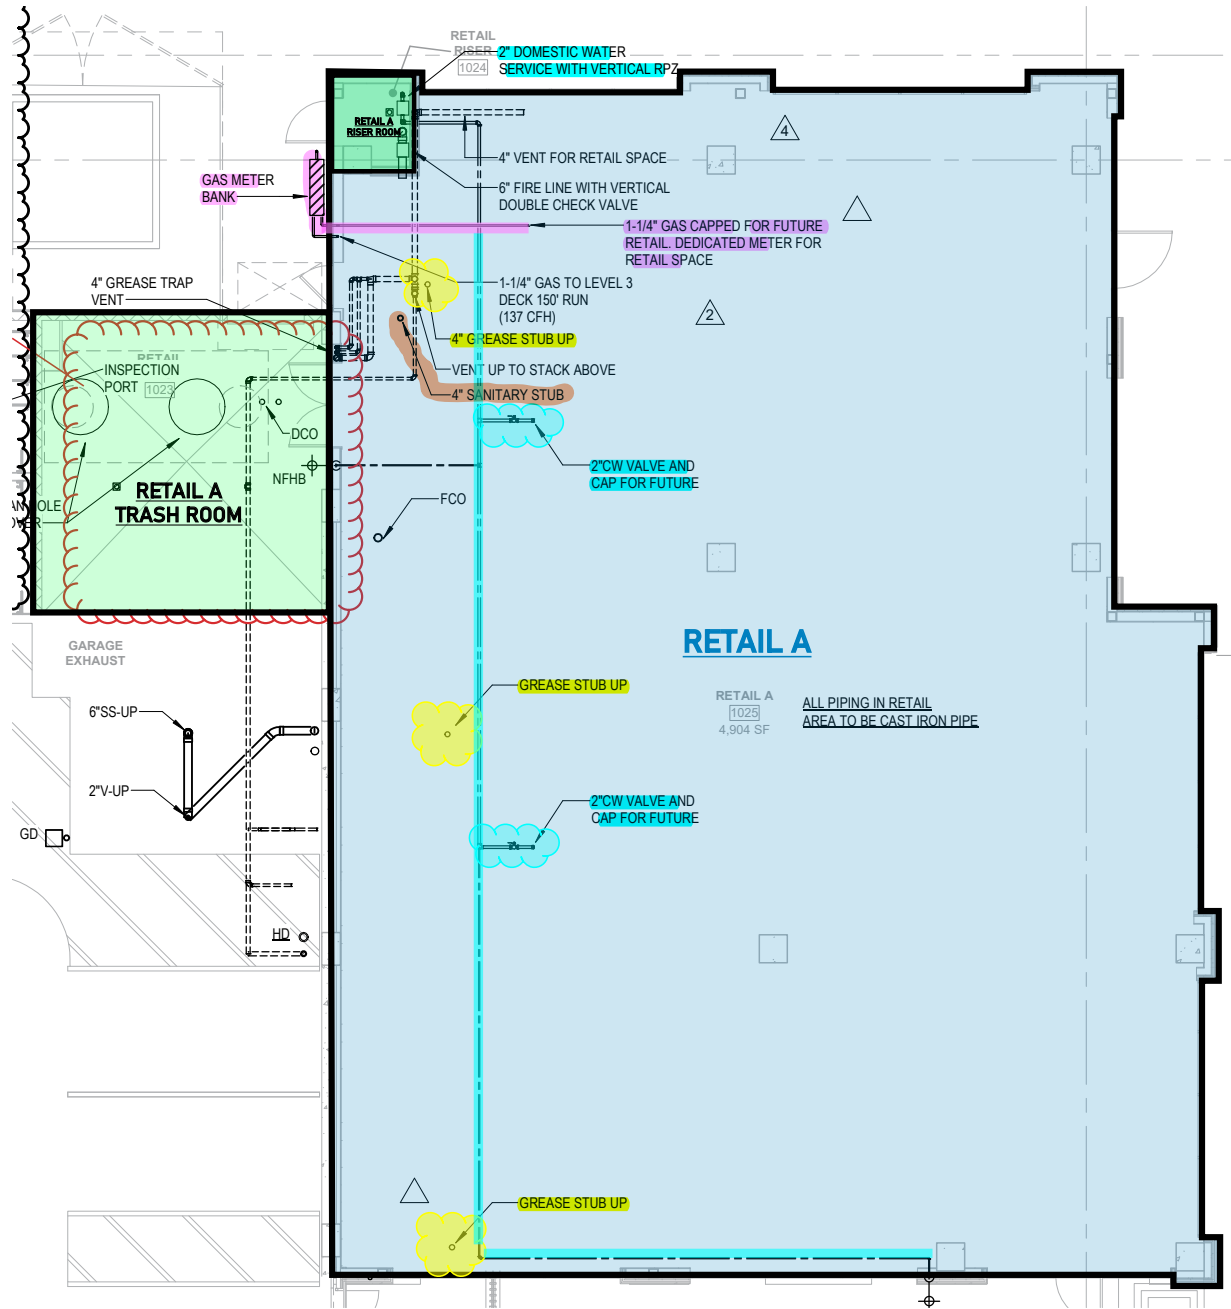 RETAIL
RISER
1024
2" DOMESTIC WATER
SERVICE WITH VERTICAL RPZ
RETAIL A
RISER ROOM
4
4" VENT FOR RETAIL SPACE
6" FIRE LINE WITH VERTICAL
DOUBLE CHECK VALVE
GAS METER
BANK
1-1/4" GAS CAPPED FOR FUTURE
RETAIL. DEDICATED METER FOR
RETAIL SPACE
4" GREASE TRAP
VENT
1-1/4" GAS TO LEVEL 3
DECK 150' RUN
(137 CFH)
2
4" GREASE STUB UP
RETAIL
1023
INSPECTION
PORT
VENT UP TO STACK ABOVE
4" SANITARY STUB
DCO
2"CW VALVE AND
CAP FOR FUTURE
NFHB
RETAIL A
TRASH ROOM
FCO
GARAGE
EXHAUST
RETAIL A
GREASE STUB UP
RETAIL A
1025
4,904 SF
ALL PIPING IN RETAIL
AREA TO BE CAST IRON PIPE
6"SS-UP
2"V-UP
2"CW VALVE AND
CAP FOR FUTURE
GD
HD
GREASE STUB UP